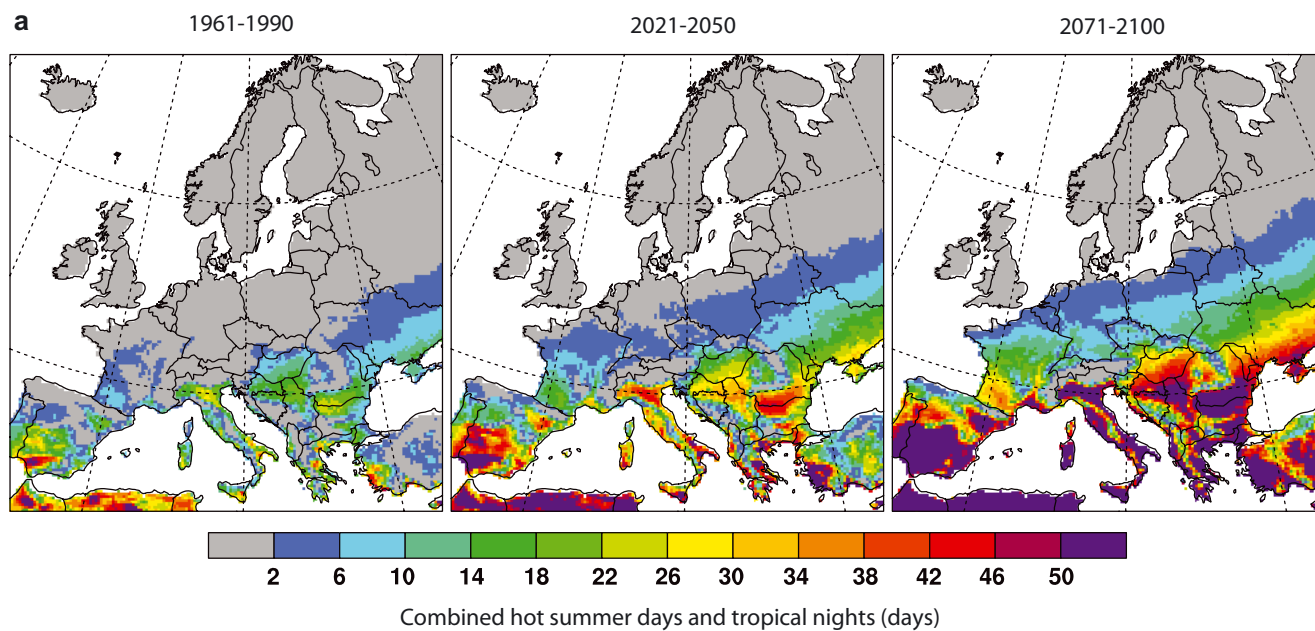 a
1961-1990 2021-2050 2071-2100
2 6 10 14 18 22 26 30 34 38 42 46 50
Combined hot summer days and tropical nights (days)